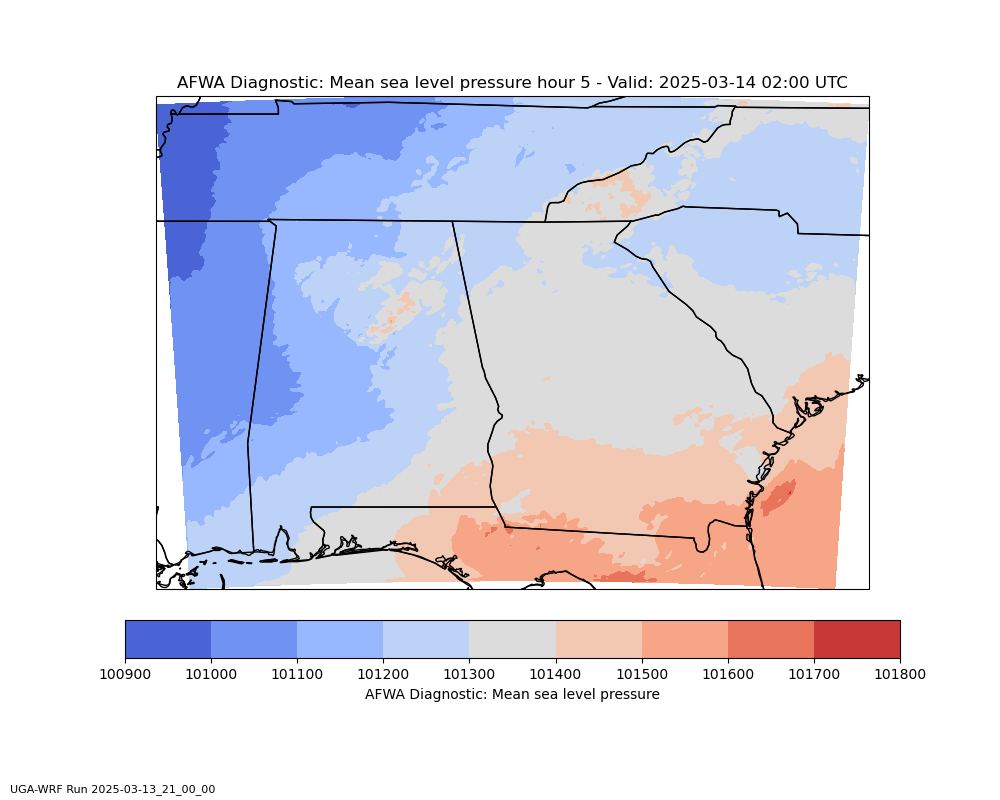 AFWA Diagnostic: Mean sea level pressure hour 5 - Valid: 2025-03-14 02:00 UTC
100900 101000 101100 101200 101300 101400 101500 101600 101700 101800
AFWA Diagnostic: Mean sea level pressure
UGA-WRF Run 2025-03-13_21_00_00